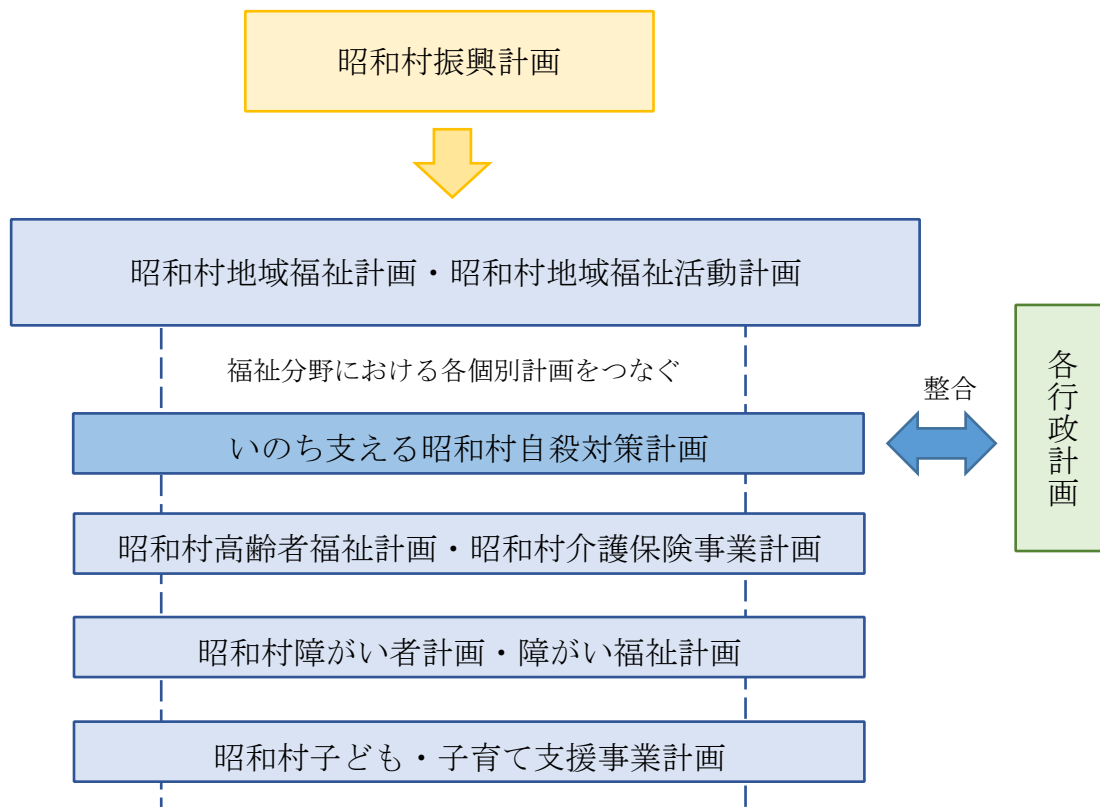 昭和村振興計画
昭和村地域福祉計画・昭和村地域福祉活動計画
福祉分野における各個別計画をつなぐ
いのち支える昭和村自殺対策計画
整合
各行政計画
昭和村高齢者福祉計画・昭和村介護保険事業計画
昭和村障がい者計画・障がい福祉計画
昭和村子ども・子育て支援事業計画